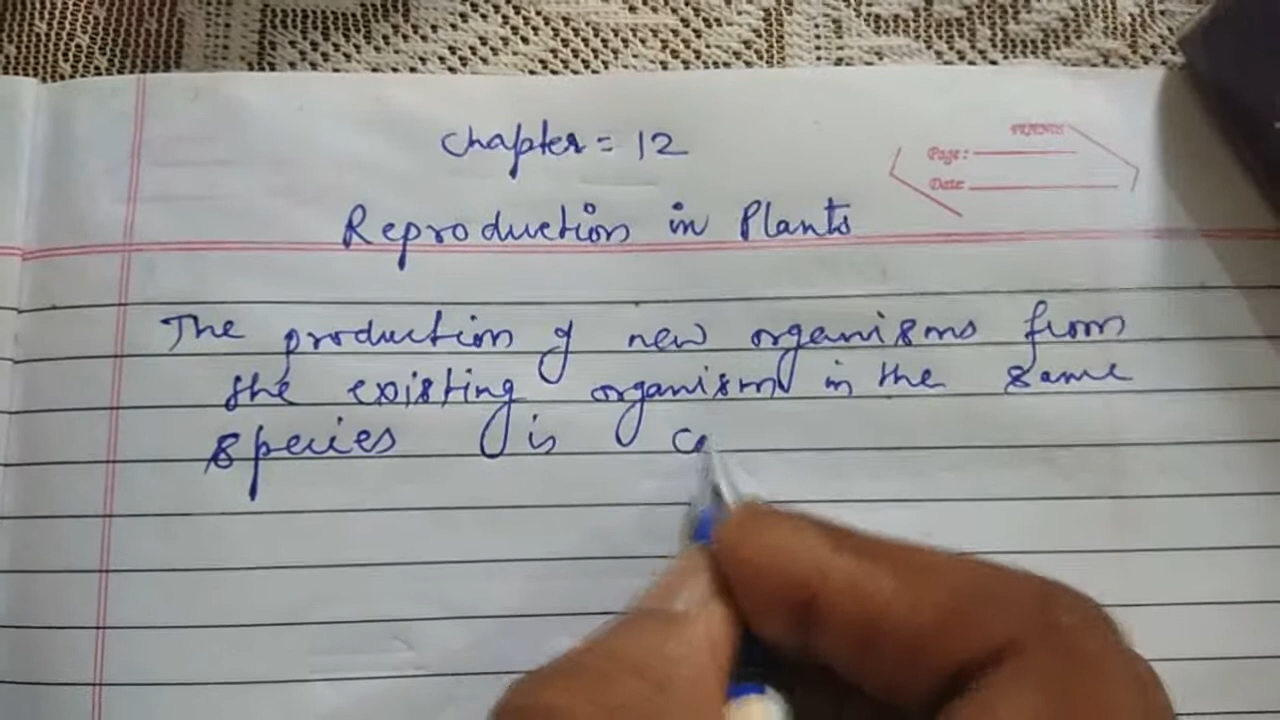 Chapter = 12
Page:
Date
Reproduction in Plants
The production of new organisms from
the existing organism in the same
species is ca